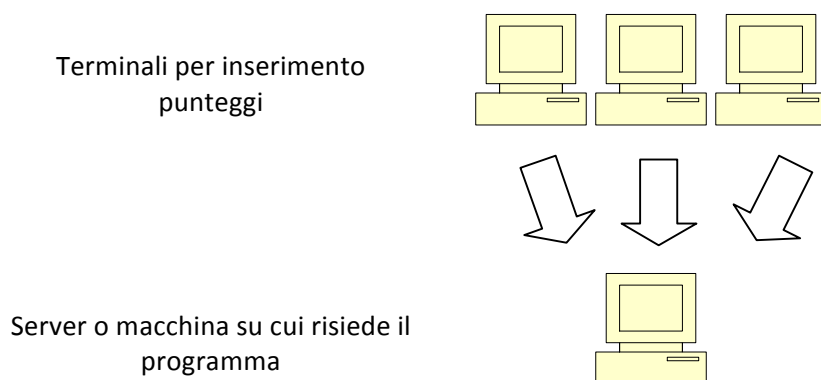 Terminali per inserimento
punteggi
Server o macchina su cui risiede il
programma